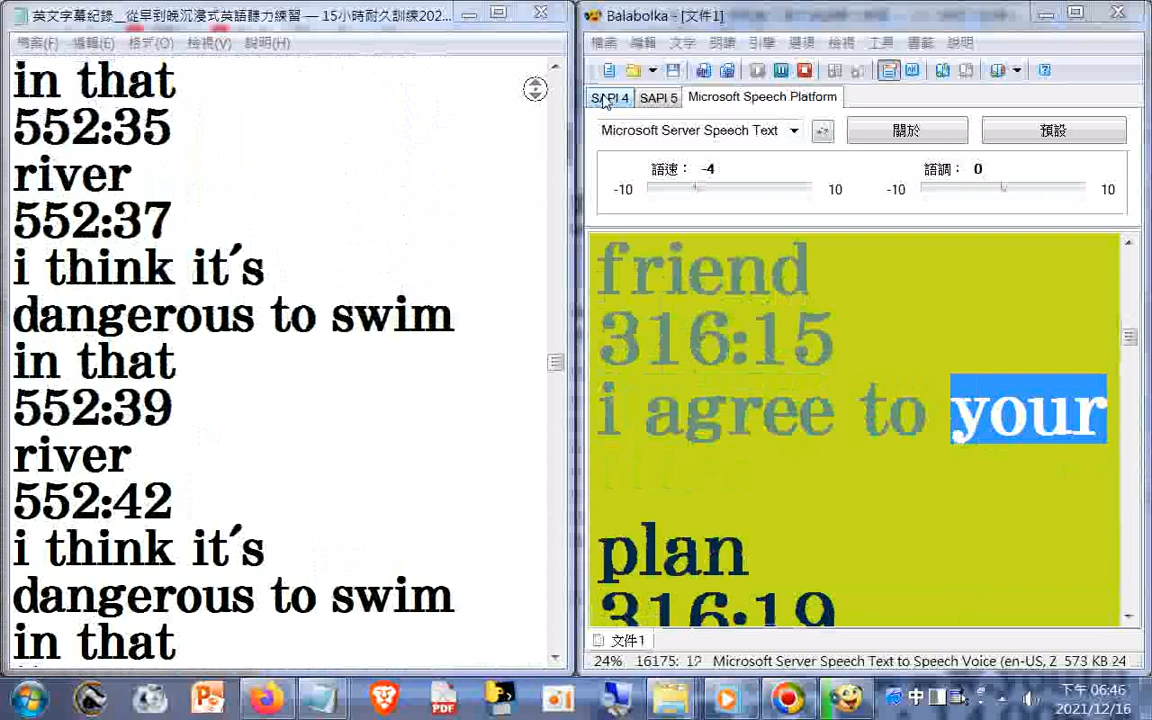 英文字幕紀錄__從早到晚沉浸式英語聽力練習 — 15小時耐久訓練202...
檔案(F) 編輯(E) 格式(O) 檢視(V) 說明(H)
in that
552:35
river
552:37
i think it's
dangerous to swim
in that
552:39
river
552:42
i think it's
dangerous to swim
in that
Balabolka - [文件1]
檔案 編輯 文字 朗讀 引擎 選項 檢視 工具 書籤 說明
SAPI 4 SAPI 5 Microsoft Speech Platform
Microsoft Server Speech Text
關於
預設
語速： -4
-10 10
語調： 0
-10 10
friend
316:15
i agree to your
plan
316:19
文件1
24% 16175: 12 Microsoft Server Speech Text to Speech Voice (en-US, Z 573 KB 24
中
下午 06:46
2021/12/16